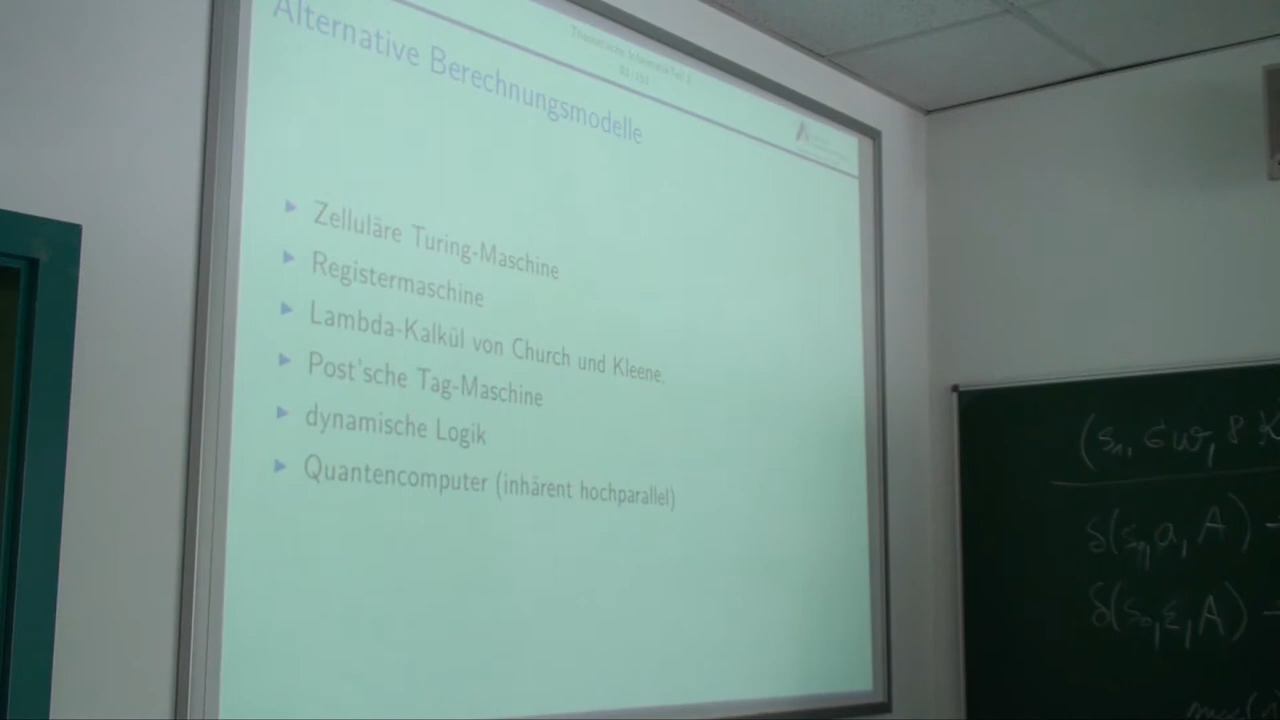 Alternative Berechnungsmodelle
Zelluläre Turing-Maschine
Registermaschine
Lambda-Kalkül von Church und Kleene.
Post'sche Tag-Maschine
dynamische Logik
Quantencomputer (inhärent hochparallel)
δ(
, a, A)
δ(
, ε, A)